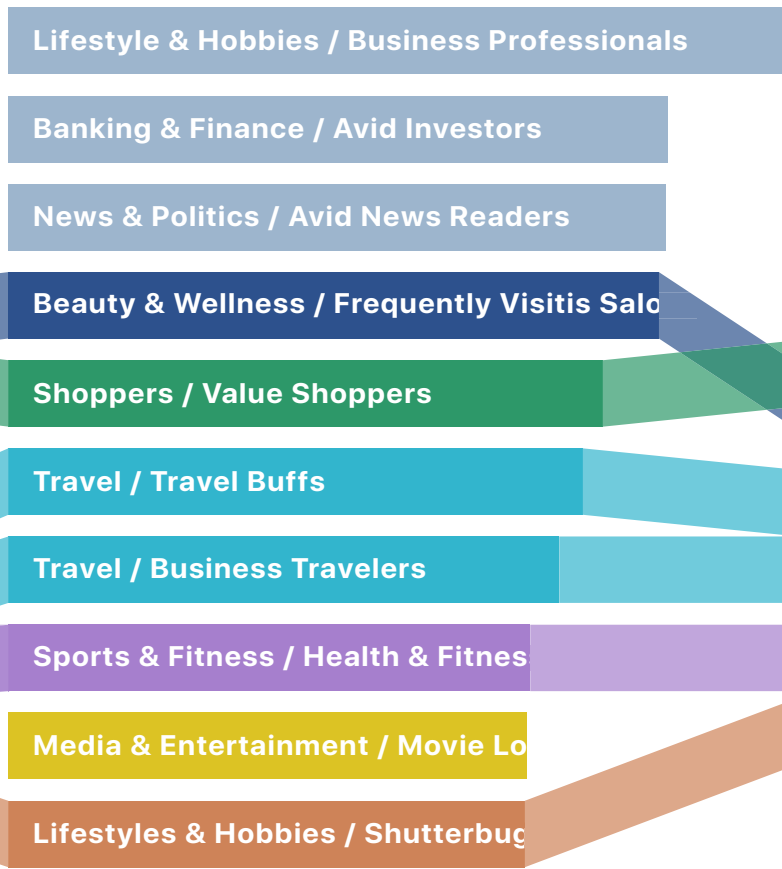 Lifestyle & Hobbies / Business Professionals
Banking & Finance / Avid Investors
News & Politics / Avid News Readers
Beauty & Wellness / Frequently Visitis Salo
Shoppers / Value Shoppers
Travel / Travel Buffs
Travel / Business Travelers
Sports & Fitness / Health & Fitnes
Media & Entertainment / Movie Lo
Lifestyles & Hobbies / Shutterbug